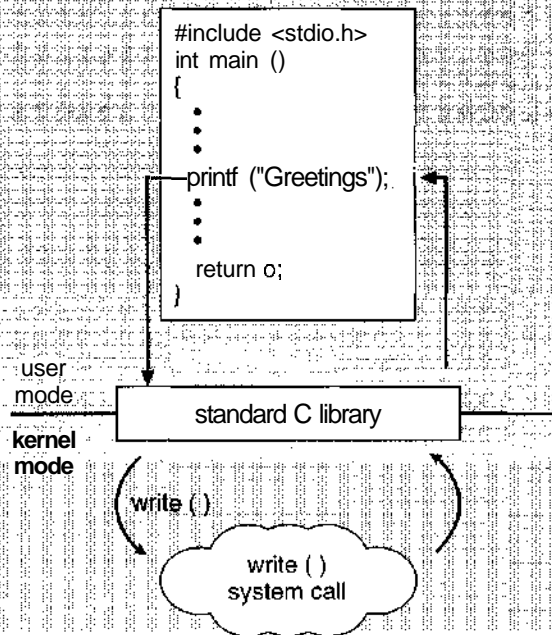 #include <stdio.h>
int main ()
{
•
•
•
printf ("Greetings");
•
•
•
return o;
}
user
mode
standard C library
kernel
mode
write ( )
write ( )
system call